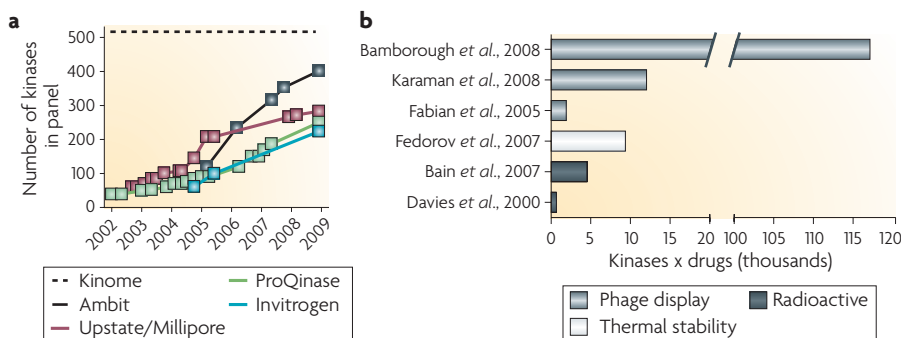 a
Number of kinases
in panel
500
400
300
200
100
0
2002
2003
2004
2005
2006
2007
2008
2009
Kinome
Ambit
Upstate/Millipore
ProQinase
Invitrogen
b
Bamborough et al., 2008
Karaman et al., 2008
Fabian et al., 2005
Fedorov et al., 2007
Bain et al., 2007
Davies et al., 2000
0 5 10 15 20 100 105 110 115 120
Kinases x drugs (thousands)
Phage display
Thermal stability
Radioactive